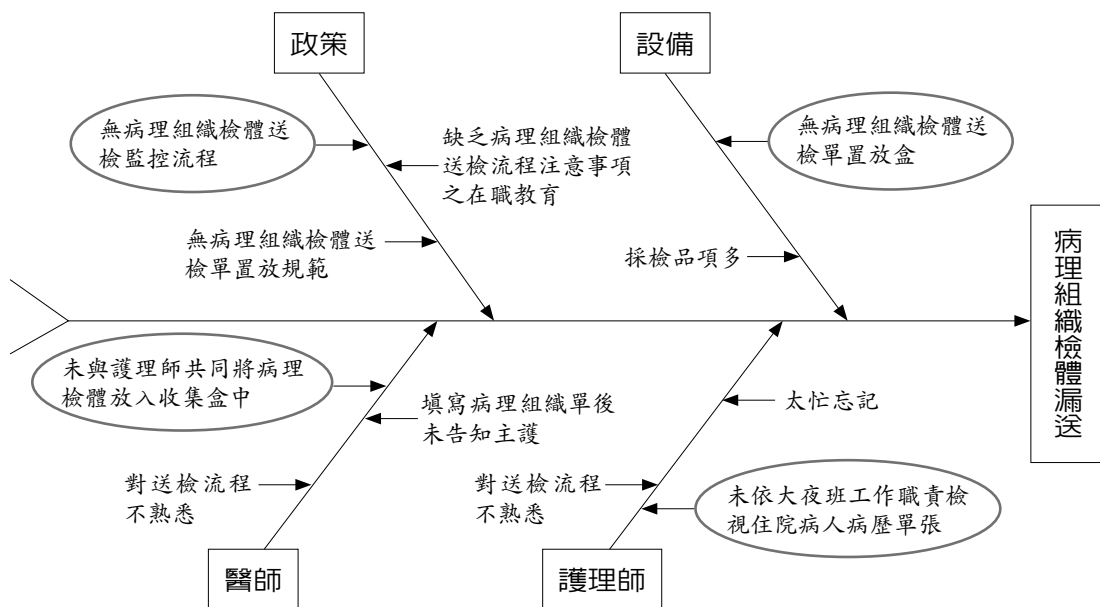 政策
設備
無病理組織檢體送
檢監控流程
缺乏病理組織檢體
送檢流程注意事項
之在職教育
無病理組織檢體送
檢單置放規範
無病理組織檢體送
檢單置放盒
採檢品項多
病理組織檢體漏送
未與護理師共同將病理
檢體放入收集盒中
填寫病理組織單後
未告知主護
對送檢流程
不熟悉
太忙忘記
對送檢流程
不熟悉
未依大夜班工作職責檢
視住院病人病歷單張
醫師
護理師